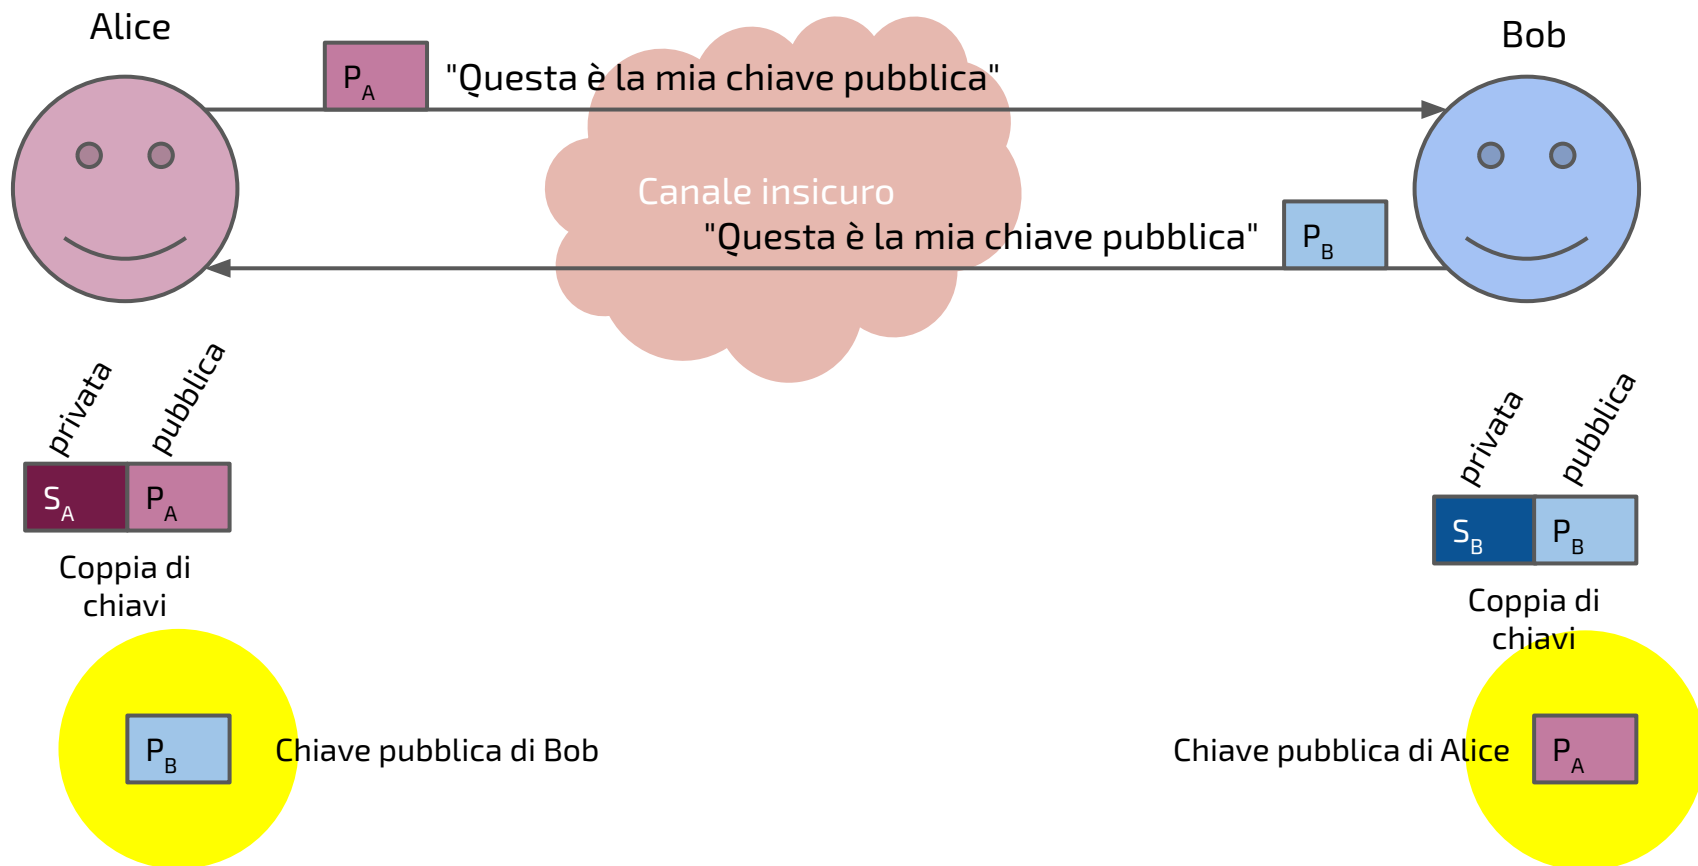 Alice
Bob
P_A
"Questa è la mia chiave pubblica"
Canale insicuro
"Questa è la mia chiave pubblica"
P_B
privata
pubblica
S_A
P_A
Coppia di
chiavi
privata
pubblica
S_B
P_B
Coppia di
chiavi
P_B
Chiave pubblica di Bob
Chiave pubblica di Alice
P_A